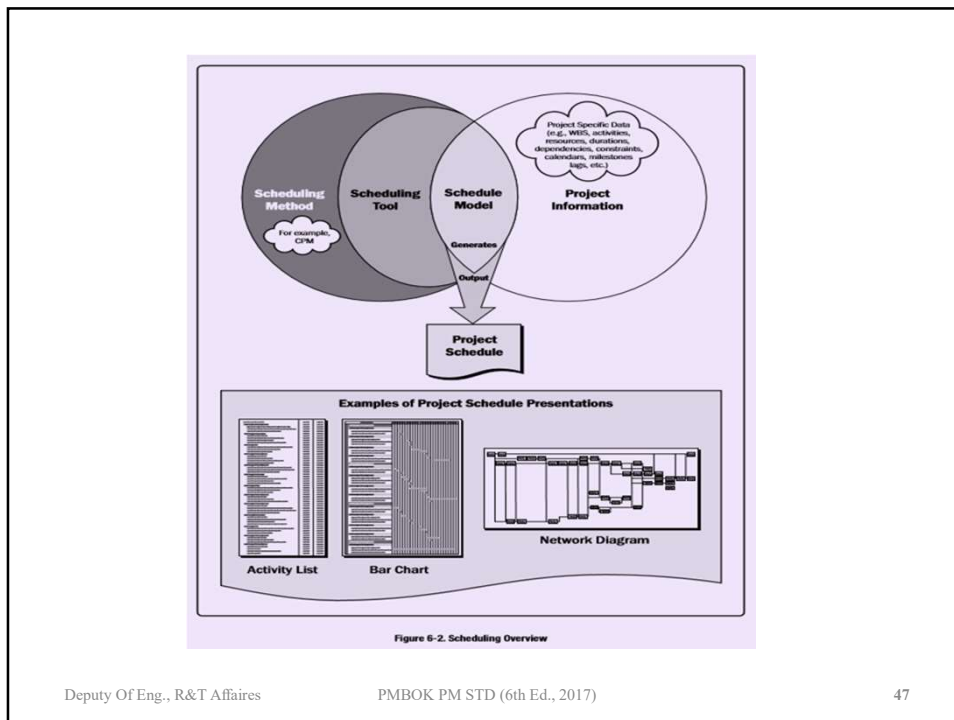 Project Specific Data
(e.g., WBS, activities,
resources, durations,
dependencies, constraints,
calendars, milestones
lags, etc.)
Scheduling
Method
For example,
CPM
Scheduling
Tool
Schedule
Model
Generates
Output
Project
Information
Project
Schedule
Examples of Project Schedule Presentations
Activity List
Bar Chart
Network Diagram
Figure 6-2. Scheduling Overview
Deputy Of Eng., R&T Affaires
PMBOK PM STD (6th Ed., 2017)
47